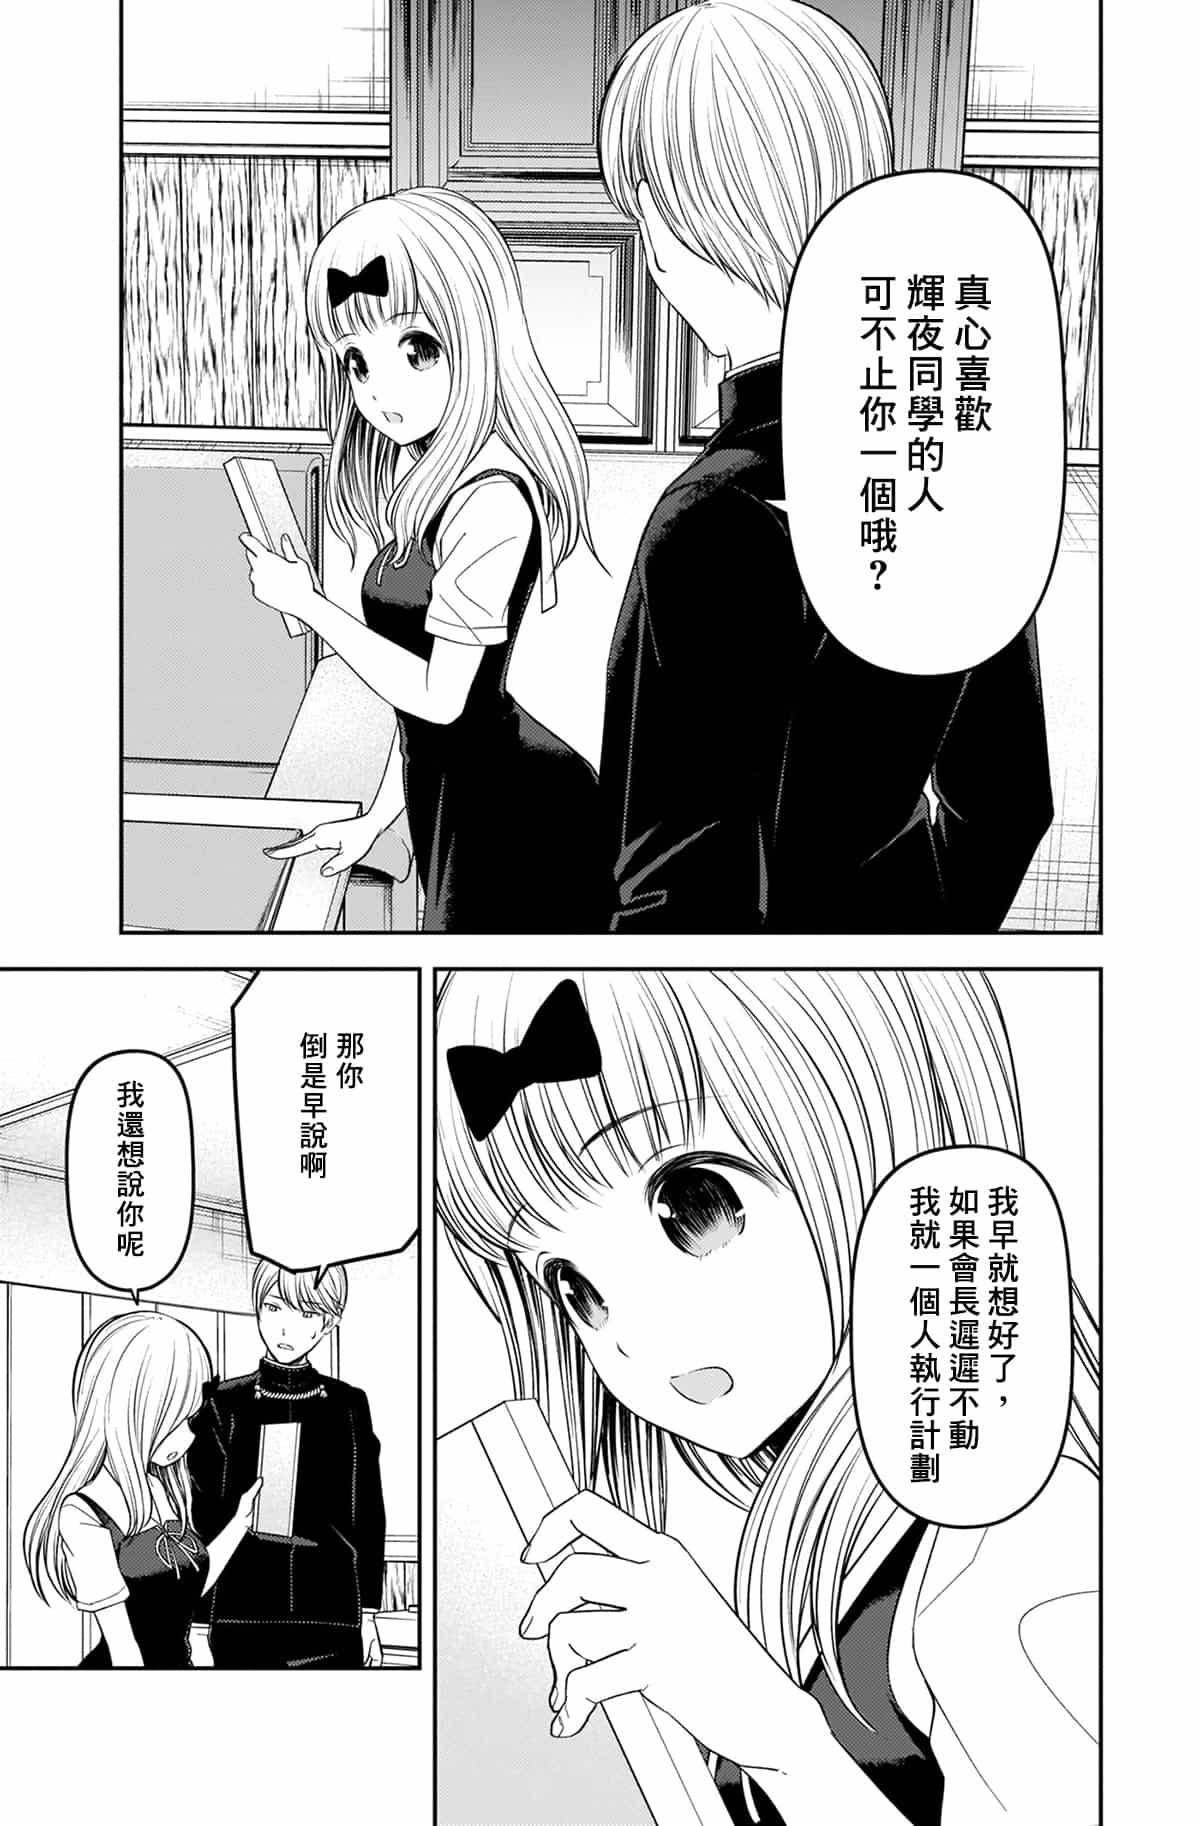 真心喜歡
輝夜同學的人
可不止你一個哦？
我早就想好了，
如果會長遲遲不動
我就一個人執行計劃
那你
倒是早說啊
我還想說你呢